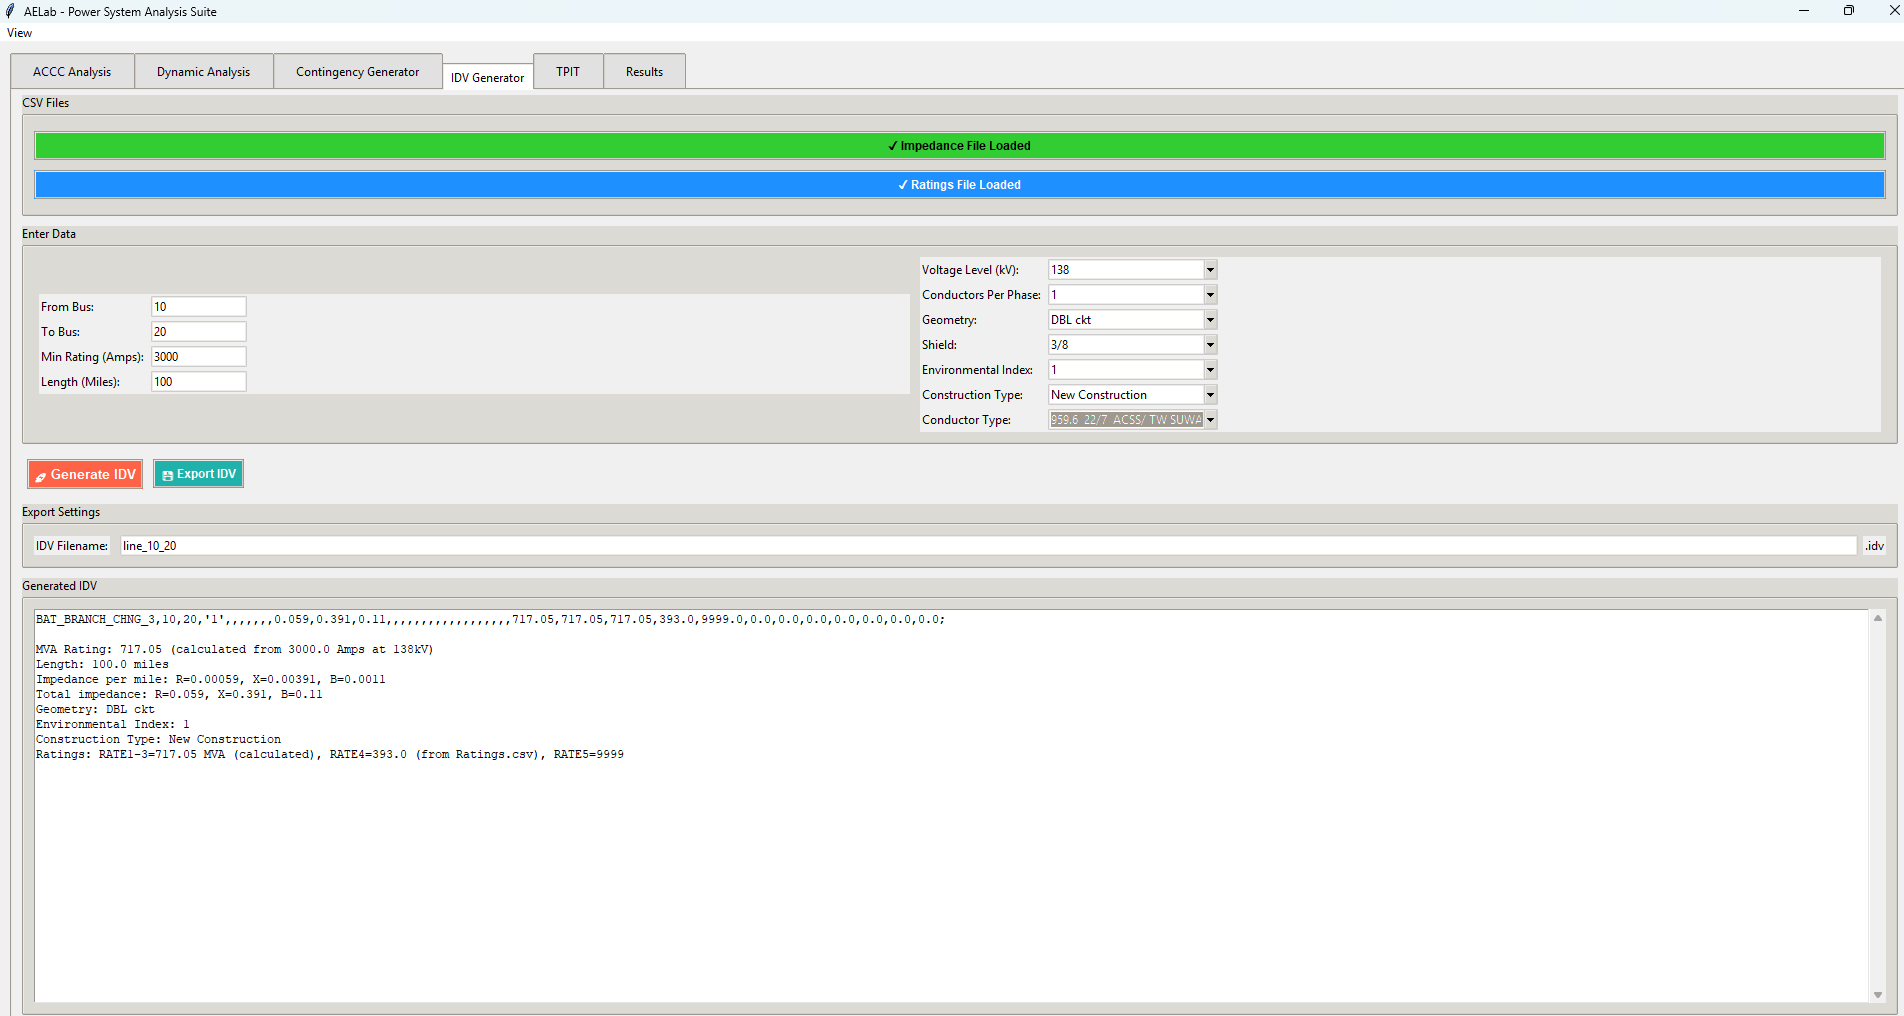 AELab - Power System Analysis Suite
View
ACCC Analysis
Dynamic Analysis
Contingency Generator
IDV Generator
TPIT
Results
CSV Files
✓ Impedance File Loaded
✓ Ratings File Loaded
Enter Data
From Bus: 10
To Bus: 20
Min Rating (Amps): 3000
Length (Miles): 100
Voltage Level (kV): 138
Conductors Per Phase: 1
Geometry: DBL ckt
Shield: 3/8
Environmental Index: 1
Construction Type: New Construction
Conductor Type: 959.6 22/7 ACSS/ TW SUWA
Generate IDV
Export IDV
Export Settings
IDV Filename: line_10_20 .idv
Generated IDV
BAT_BRANCH_CHNG_3,10,20,'1',,,,,,,0.059,0.391,0.11,,,,,,,,,,,,,,,,,,717.05,717.05,717.05,393.0,9999.0,0.0,0.0,0.0,0.0,0.0,0.0,0.0;
MVA Rating: 717.05 (calculated from 3000.0 Amps at 138kV)
Length: 100.0 miles
Impedance per mile: R=0.00059, X=0.00391, B=0.0011
Total impedance: R=0.059, X=0.391, B=0.11
Geometry: DBL ckt
Environmental Index: 1
Construction Type: New Construction
Ratings: RATE1-3=717.05 MVA (calculated), RATE4=393.0 (from Ratings.csv), RATE5=9999